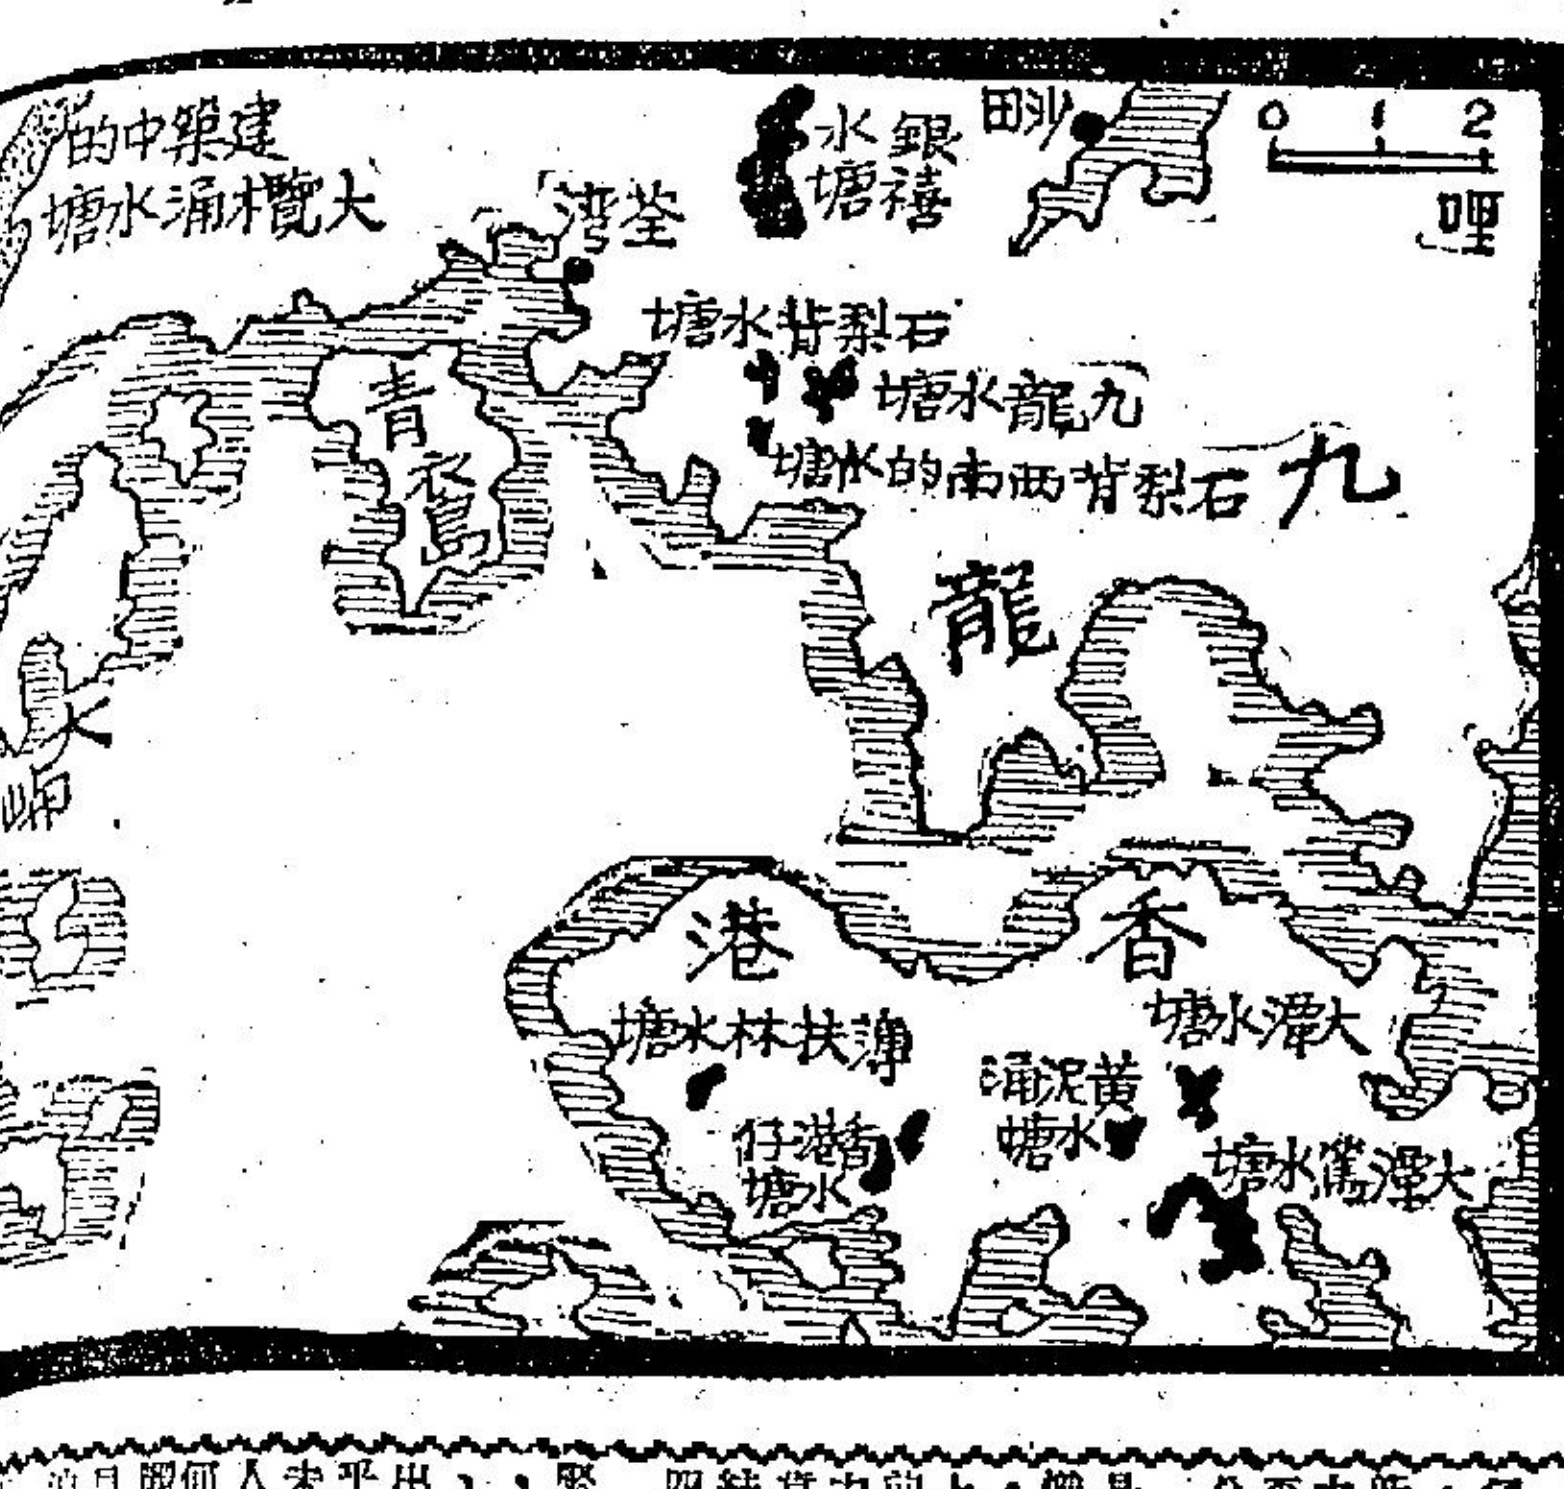 建築中的
大欖涌水塘
銀禧
水塘
沙田
0 1 2
哩
荃湾
石梨背水塘
九龍水塘
石梨背西南的水塘
九
龍
青
衣
島
大
嶼
香
港
薄扶林水塘
大潭水塘
黄泥涌
水塘
香港仔
水塘
大潭篤水塘